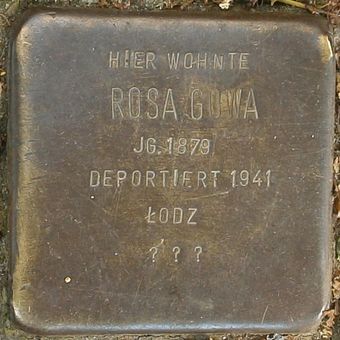 HIER WOHNTE
ROSA GOWA
JG. 1879
DEPORTIERT 1941
ŁODZ
? ? ?